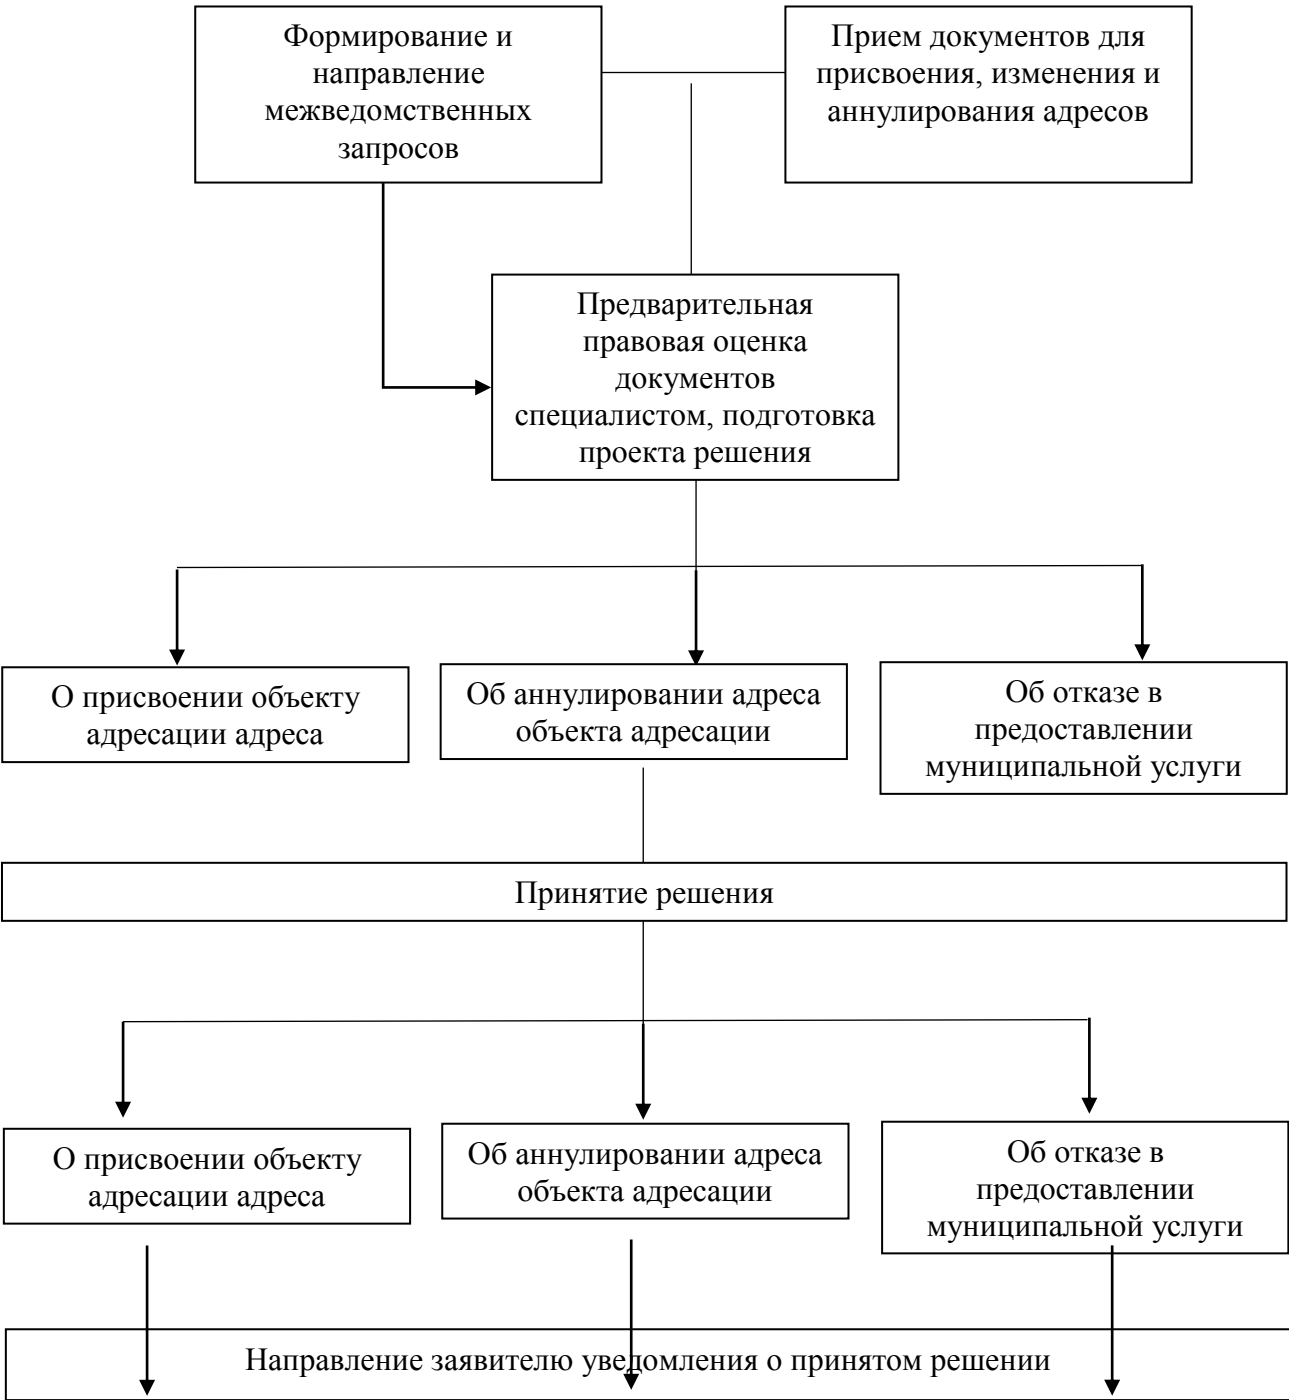 Формирование и
направление
межведомственных
запросов
Прием документов для
присвоения, изменения и
аннулирования адресов
Предварительная
правовая оценка
документов
специалистом, подготовка
проекта решения
О присвоении объекту
адресации адреса
Об аннулировании адреса
объекта адресации
Об отказе в
предоставлении
муниципальной услуги
Принятие решения
О присвоении объекту
адресации адреса
Об аннулировании адреса
объекта адресации
Об отказе в
предоставлении
муниципальной услуги
Направление заявителю уведомления о принятом решении